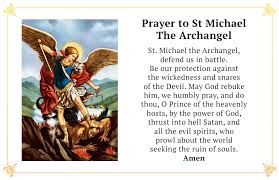 Prayer to St Michael
The Archangel
St. Michael the Archangel,
defend us in battle.
Be our protection against
the wickedness and snares
of the Devil. May God rebuke
him, we humbly pray, and do
thou, O Prince of the heavenly
hosts, by the power of God,
thrust into hell Satan, and
all the evil spirits, who
prowl about the world
seeking the ruin of souls.
Amen